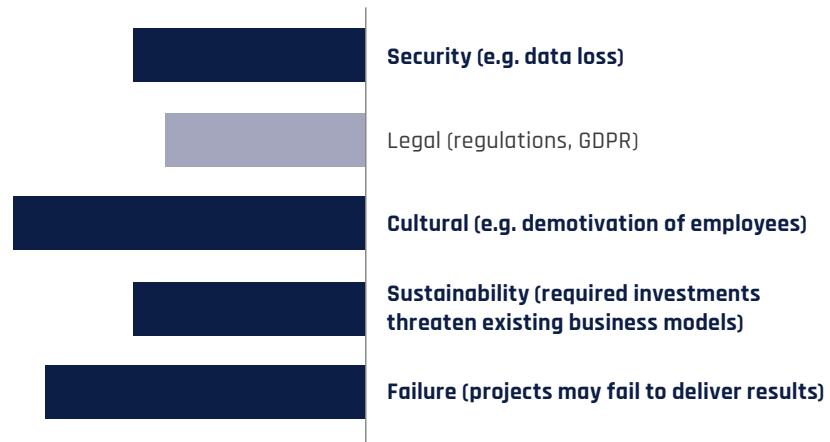 Security (e.g. data loss)
Legal (regulations, GDPR)
Cultural (e.g. demotivation of employees)
Sustainability (required investments
threaten existing business models)
Failure (projects may fail to deliver results)